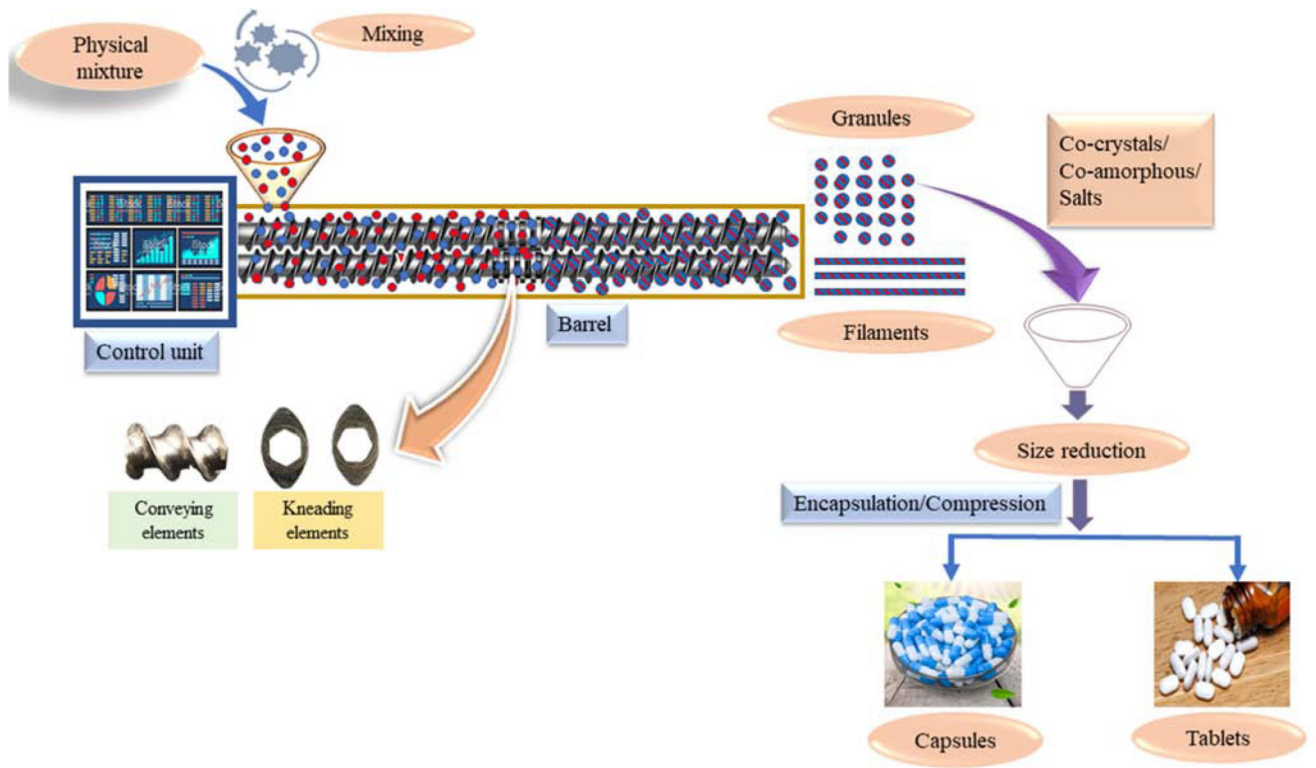 Physical
mixture
Mixing
Granules
Co-crystals/
Co-amorphous/
Salts
Control unit
Barrel
Filaments
Conveying
elements
Kneading
elements
Size reduction
Encapsulation/Compression
Capsules
Tablets